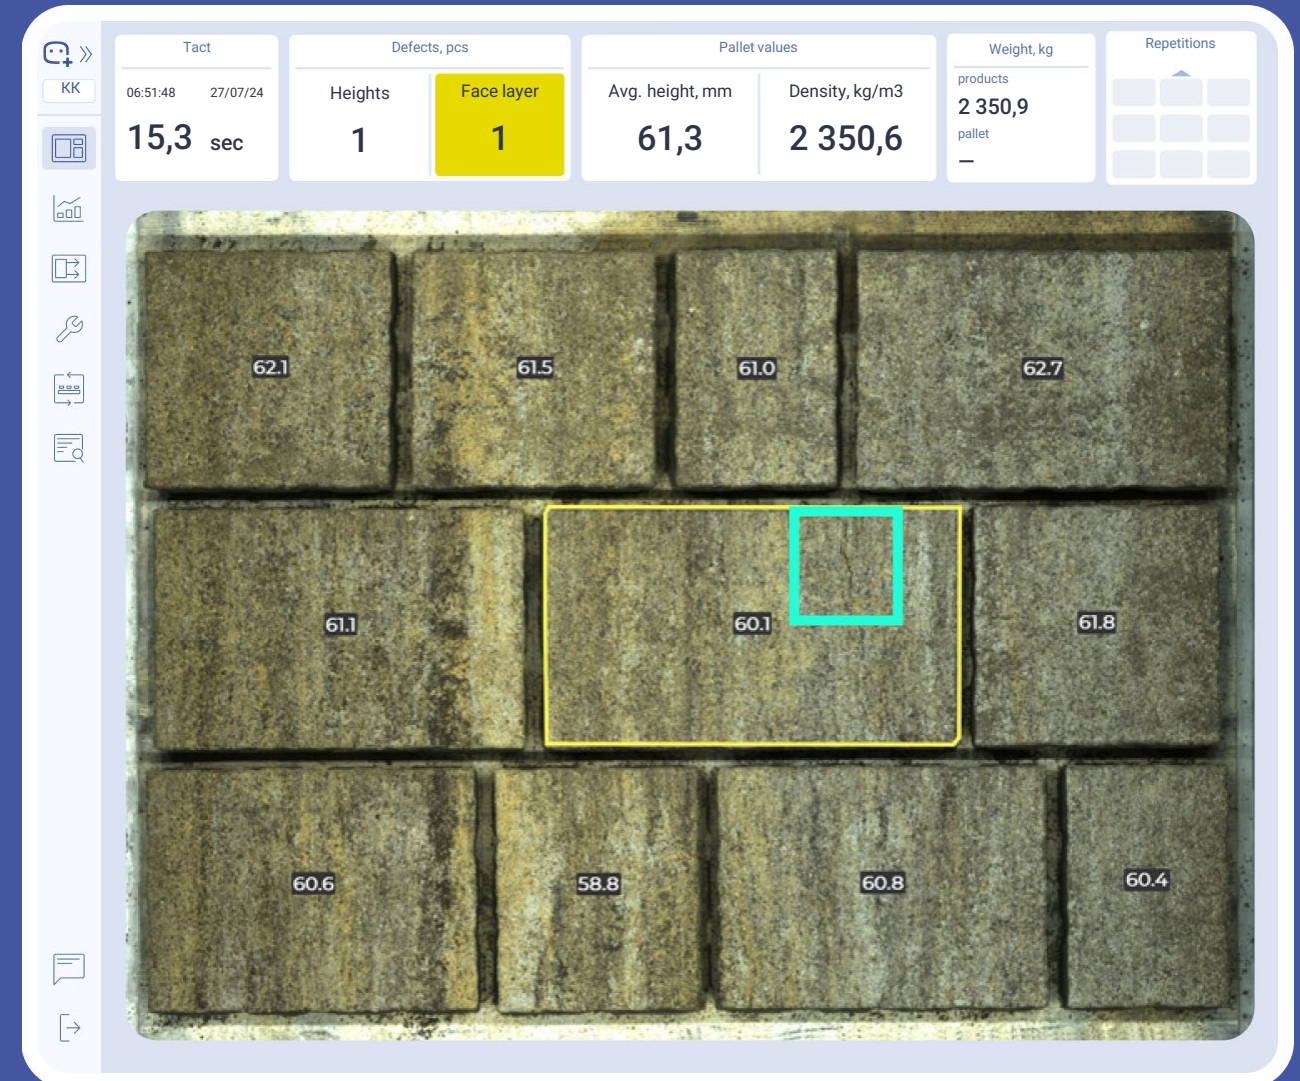 KK
Tact
06:51:48 27/07/24
15,3 sec
Defects, pcs
Heights
1
Face layer
1
Pallet values
Avg. height, mm
61,3
Density, kg/m3
2 350,6
Weight, kg
products
2 350,9
pallet
—
Repetitions
62.1
61.5
61.0
62.7
61.1
60.1
61.8
60.6
58.8
60.8
60.4